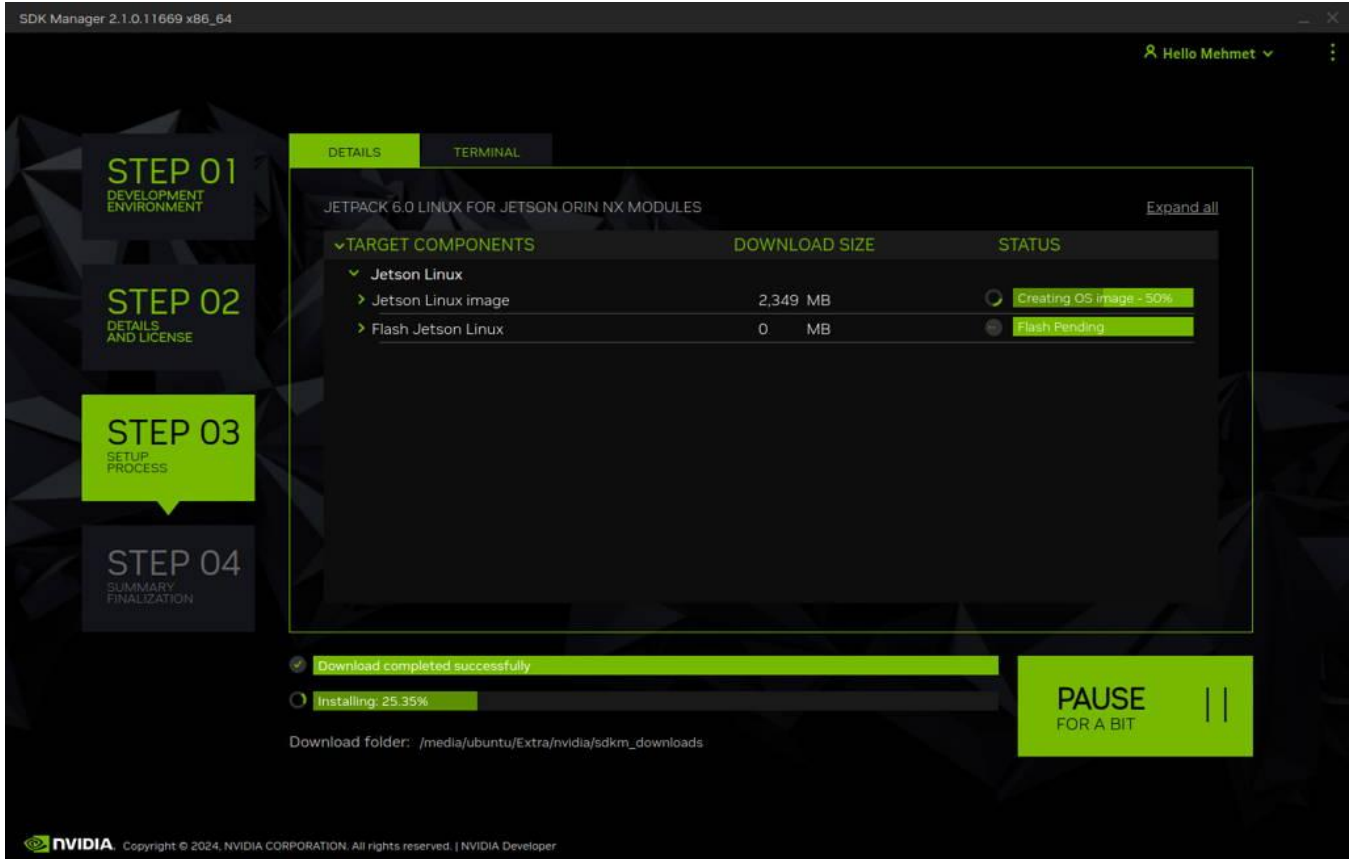 SDK Manager 2.1.0.11669 x86_64
Hello Mehmet
STEP 01
DEVELOPMENT
ENVIRONMENT
STEP 02
DETAILS
AND LICENSE
STEP 03
SETUP
PROCESS
STEP 04
SUMMARY
FINALIZATION
DETAILS TERMINAL
JETPACK 6.0 LINUX FOR JETSON ORIN NX MODULES Expand all
TARGET COMPONENTS DOWNLOAD SIZE STATUS
Jetson Linux
Jetson Linux image 2,349 MB Creating OS image - 50%
Flash Jetson Linux 0 MB Flash Pending
Download completed successfully
Installing: 25.35%
PAUSE
FOR A BIT
Download folder: /media/ubuntu/Extra/nvidia/sdkm_downloads
NVIDIA. Copyright © 2024, NVIDIA CORPORATION. All rights reserved. | NVIDIA Developer